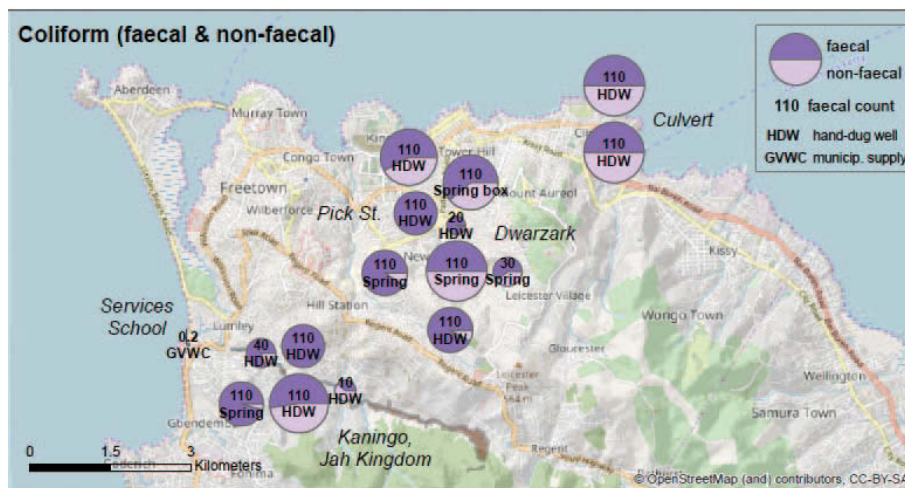 Coliform (faecal & non-faecal)
faecal
non-faecal
110 faecal count
HDW hand-dug well
GVWC municip. supply
Aberdeen
Murray Town
Congo Town
Tower Hill
Freetown
Wilberforce
Pick St.
Culvert
110
HDW
110
HDW
110
HDW
110
Spring box
Mount Aureol
110
HDW
20
HDW
Dwarzark
Kissy
110
Spring
110
Spring
30
Spring
Leicester Village
Hill Station
Wongo Town
Services
School
Lumley
0.2
GVWC
40
HDW
110
HDW
110
HDW
Regent Road
Gloucester
Leicester
Peak
564 m
Wellington
110
Spring
110
HDW
10
HDW
Samura Town
Kaningo,
Jah Kingdom
Regent
0 1.5 3
Kilometers
© OpenStreetMap (and) contributors, CC-BY-SA